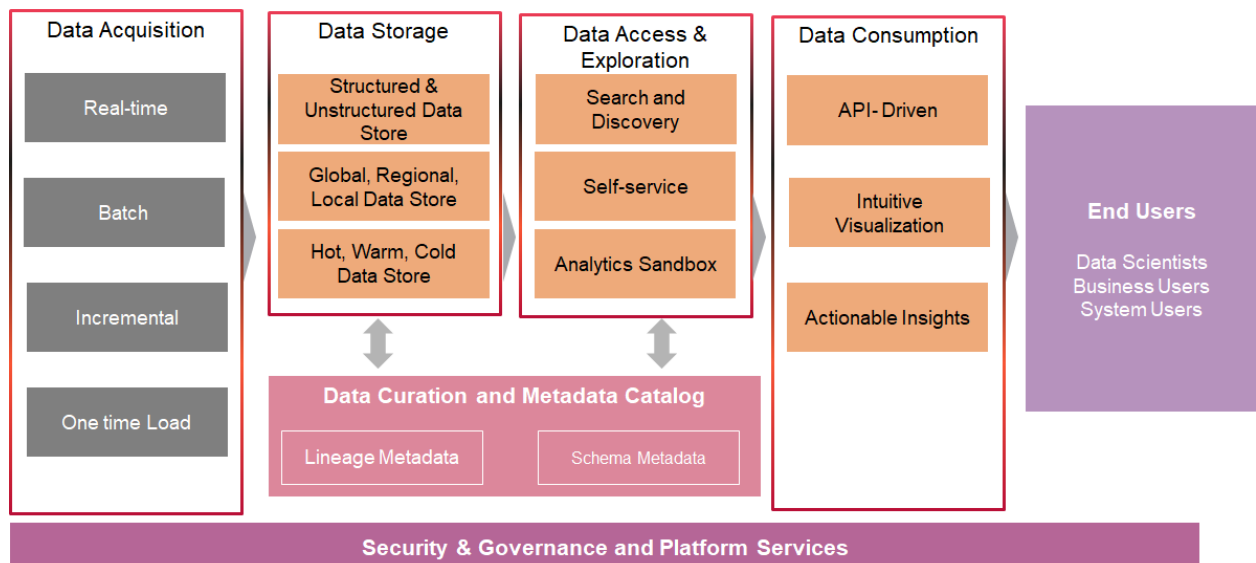 Data Acquisition
Real-time
Batch
Incremental
One time Load
Data Storage
Structured &
Unstructured Data
Store
Global, Regional,
Local Data Store
Hot, Warm, Cold
Data Store
Data Access &
Exploration
Search and
Discovery
Self-service
Analytics Sandbox
Data Curation and Metadata Catalog
Lineage Metadata
Schema Metadata
Data Consumption
API- Driven
Intuitive
Visualization
Actionable Insights
End Users
Data Scientists
Business Users
System Users
Security & Governance and Platform Services